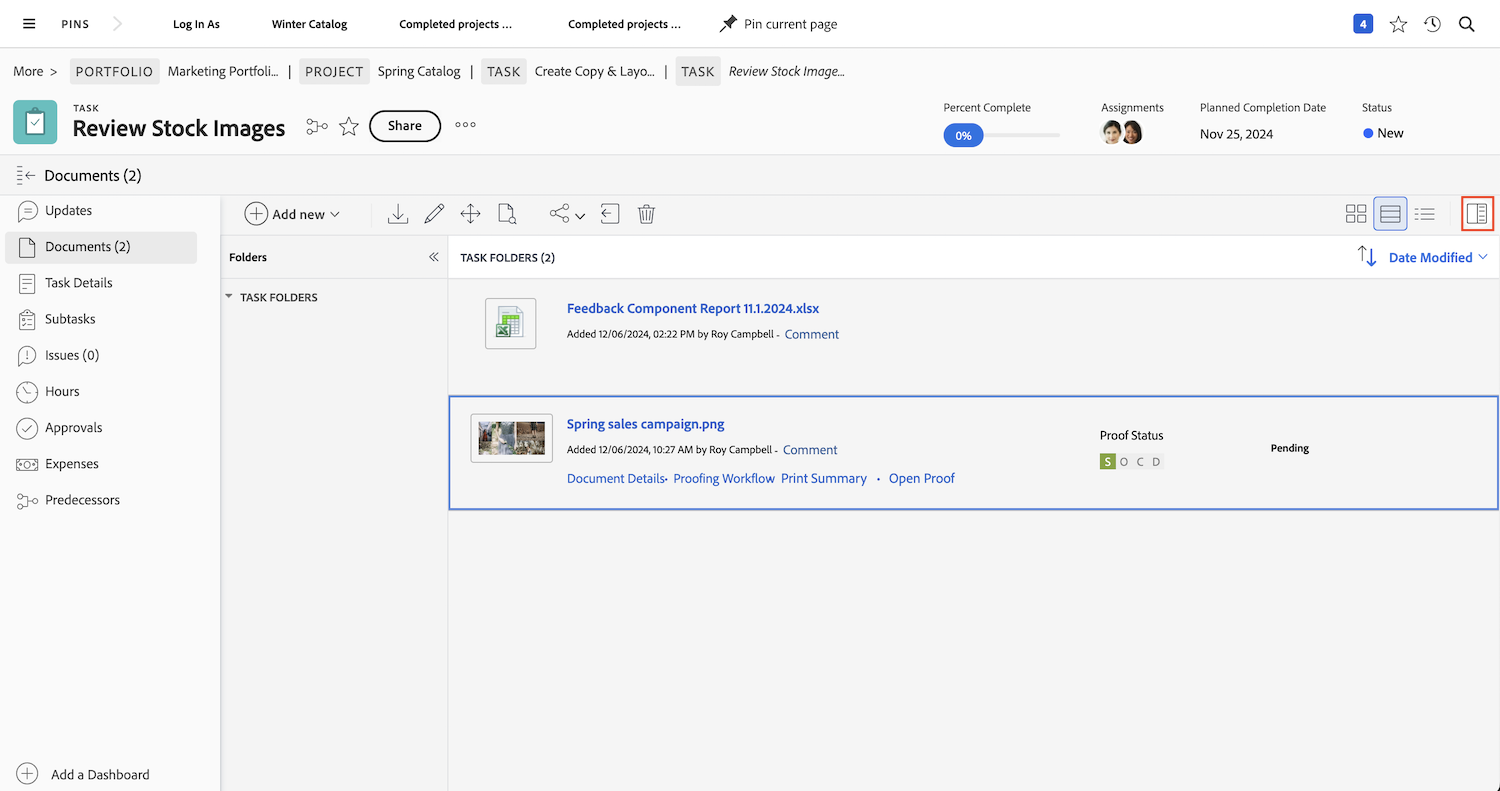 PINS Log In As Winter Catalog Completed projects ... Completed projects ... Pin current page 4
More > PORTFOLIO Marketing Portfoli... | PROJECT Spring Catalog | TASK Create Copy & Layo... | TASK Review Stock Image...
TASK
Review Stock Images Share
Percent Complete Assignments Planned Completion Date Status
0% Nov 25, 2024 New
Documents (2)
Updates
Documents (2)
Task Details
Subtasks
Issues (0)
Hours
Approvals
Expenses
Predecessors
Add a Dashboard
Add new
Folders
TASK FOLDERS
TASK FOLDERS (2) Date Modified
Feedback Component Report 11.1.2024.xlsx
Added 12/06/2024, 02:22 PM by Roy Campbell - Comment
Spring sales campaign.png
Added 12/06/2024, 10:27 AM by Roy Campbell - Comment
Document Details • Proofing Workflow Print Summary • Open Proof
Proof Status
S O C D
Pending